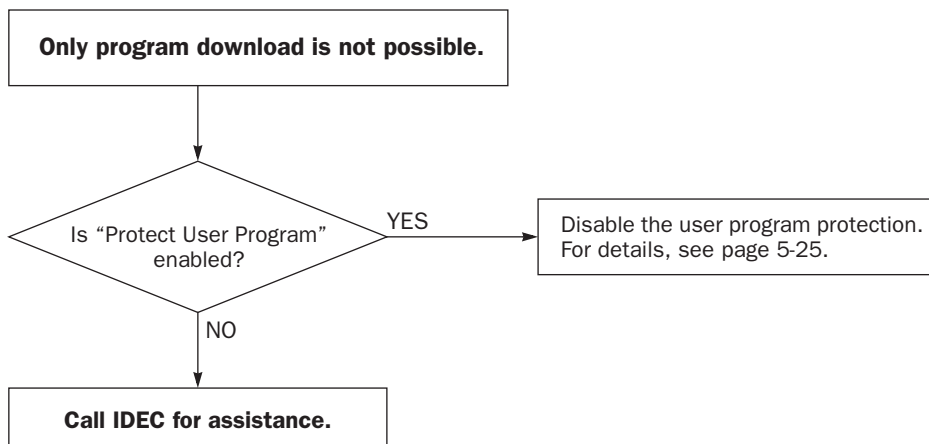 Only program download is not possible.
Is “Protect User Program”
enabled?
YES
Disable the user program protection.
For details, see page 5-25.
NO
Call IDEC for assistance.